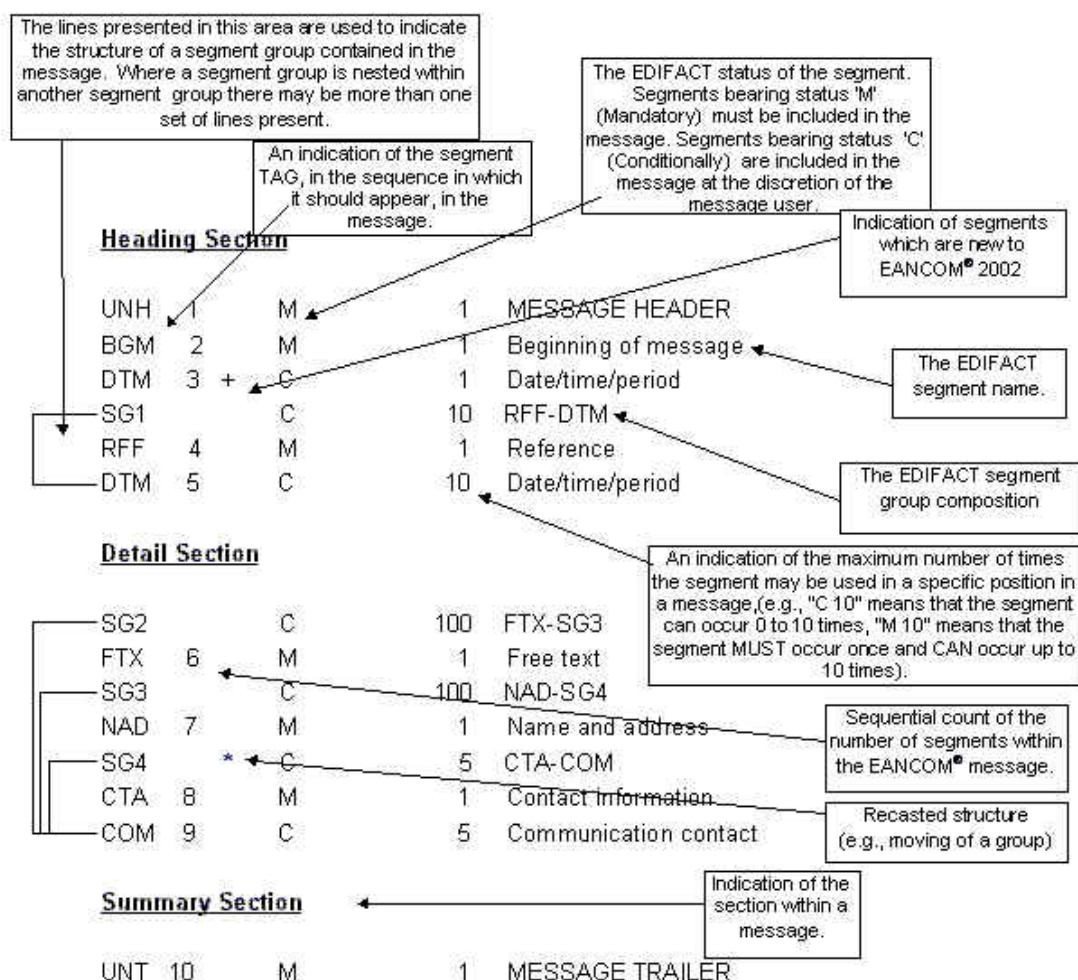 The lines presented in this area are used to indicate
the structure of a segment group contained in the
message. Where a segment group is nested within
another segment group there may be more than one
set of lines present.
The EDIFACT status of the segment.
Segments bearing status 'M'
(Mandatory) must be included in the
message. Segments bearing status 'C'
(Conditionally) are included in the
message at the discretion of the
message user.
An indication of the segment
TAG, in the sequence in which
it should appear, in the
message.
Indication of segments
which are new to
EANCOM® 2002
Heading Section
UNH 1 M 1 MESSAGE HEADER
BGM 2 M 1 Beginning of message
DTM 3 + C 1 Date/time/period
SG1 C 10 RFF-DTM
RFF 4 M 1 Reference
DTM 5 C 10 Date/time/period
The EDIFACT
segment name.
The EDIFACT segment
group composition
Detail Section
An indication of the maximum number of times
the segment may be used in a specific position in
a message,(e.g., "C 10" means that the segment
can occur 0 to 10 times, "M 10" means that the
segment MUST occur once and CAN occur up to
10 times).
SG2 C 100 FTX-SG3
FTX 6 M 1 Free text
SG3 C 100 NAD-SG4
NAD 7 M 1 Name and address
SG4 * C 5 CTA-COM
CTA 8 M 1 Contact Information
COM 9 C 5 Communication contact
Sequential count of the
number of segments within
the EANCOM® message.
Recasted structure
(e.g., moving of a group)
Summary Section
Indication of the
section within a
message.
UNT 10 M 1 MESSAGE TRAILER